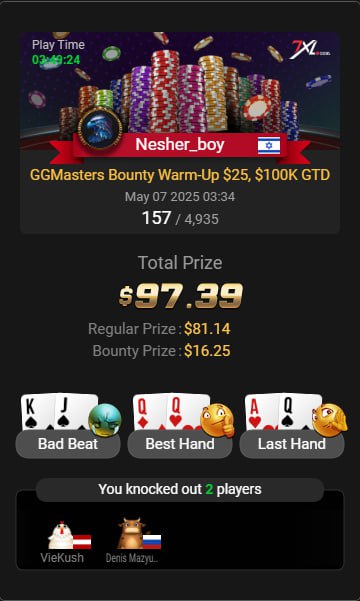 Play Time
03:49:24
7XL
Nesher_boy
GGMasters Bounty Warm-Up $25, $100K GTD
May 07 2025 03:34
157 / 4,935
Total Prize
$97.39
Regular Prize : $81.14
Bounty Prize : $16.25
K J Q Q A Q
Bad Beat Best Hand Last Hand
You knocked out 2 players
VieKush Denis Mazyu..